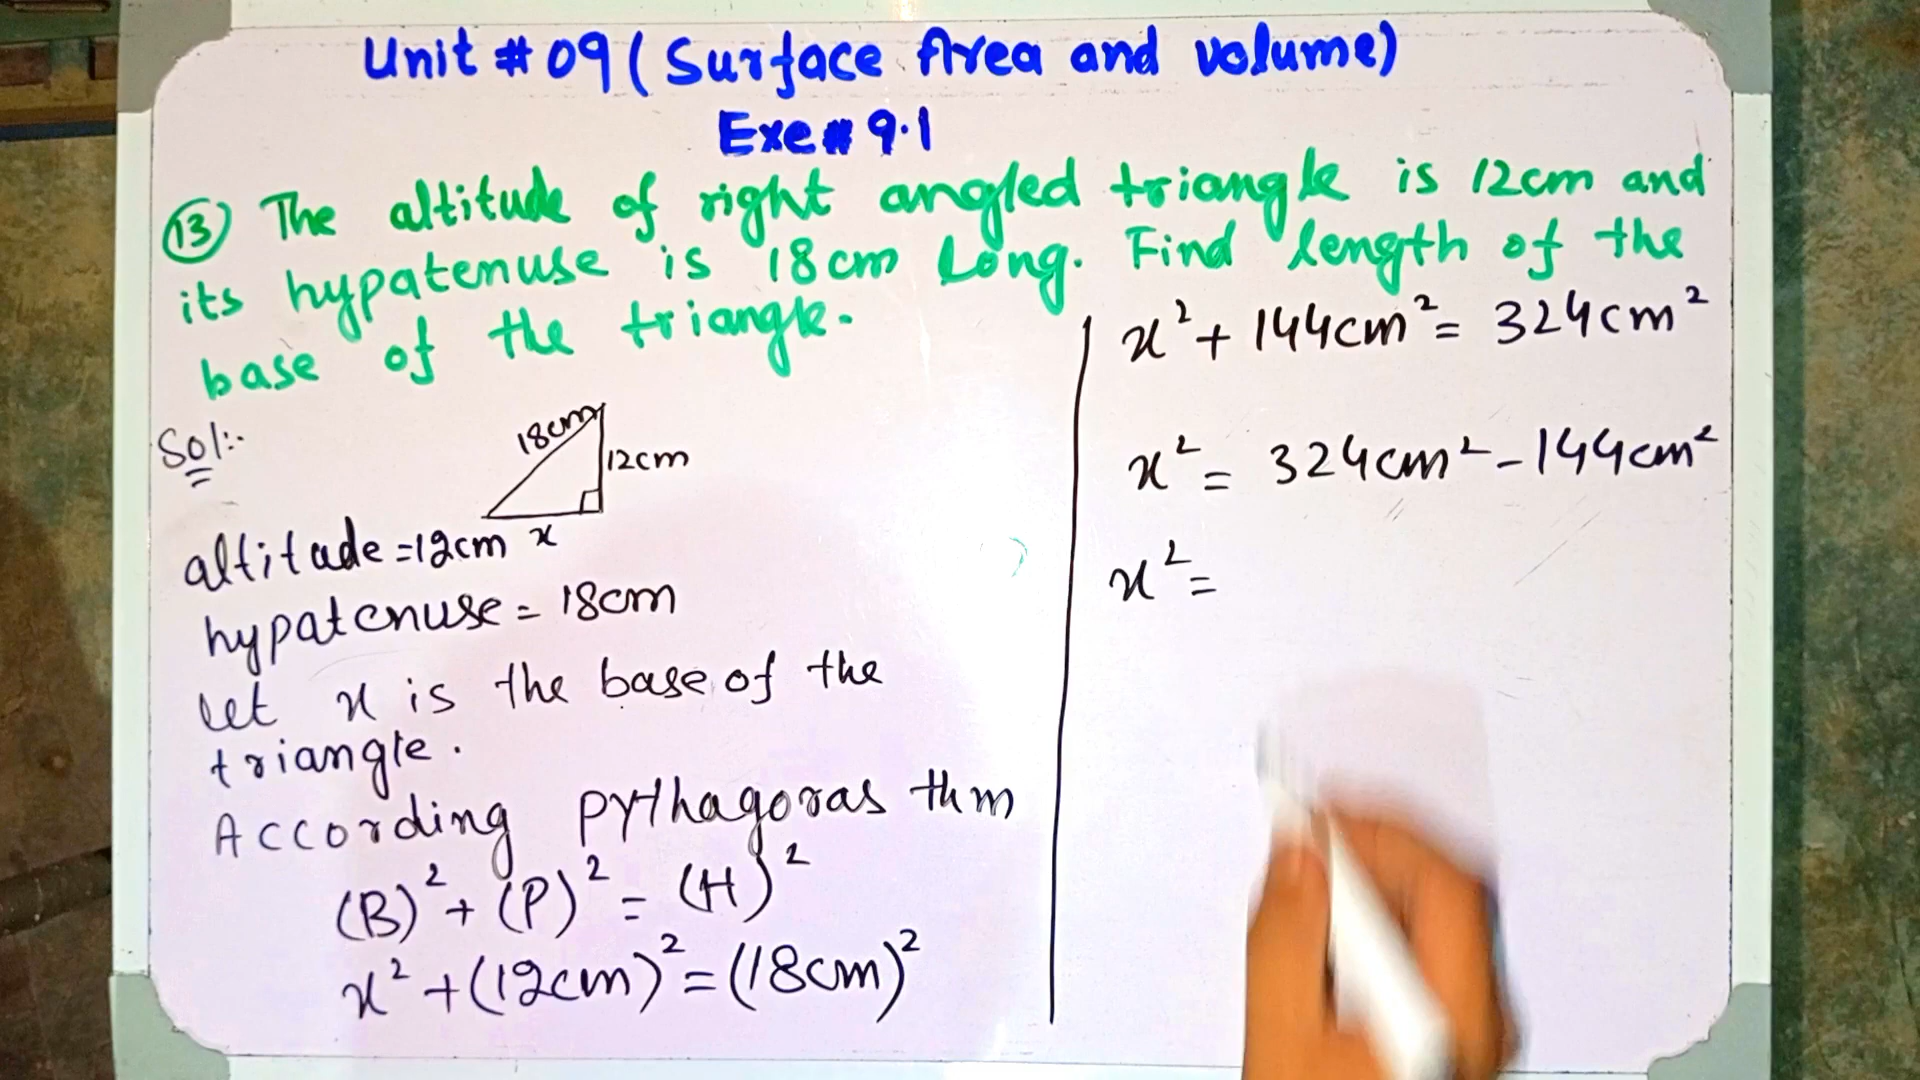 Unit # 09 (Surface Area and volume)
Exe # 9.1
13 The altitude of right angled triangle is 12cm and
its hypatenuse is 18cm Long. Find length of the
base of the triangle.
Sol:-
18cm
12cm
x
altitude = 12cm
hypatenuse = 18cm
let x is the base of the
triangle.
According pythagoras thm
(B)² + (P)² = (H)²
x² + (12cm)² = (18cm)²
x² + 144cm² = 324cm²
x² = 324cm² - 144cm²
x² =